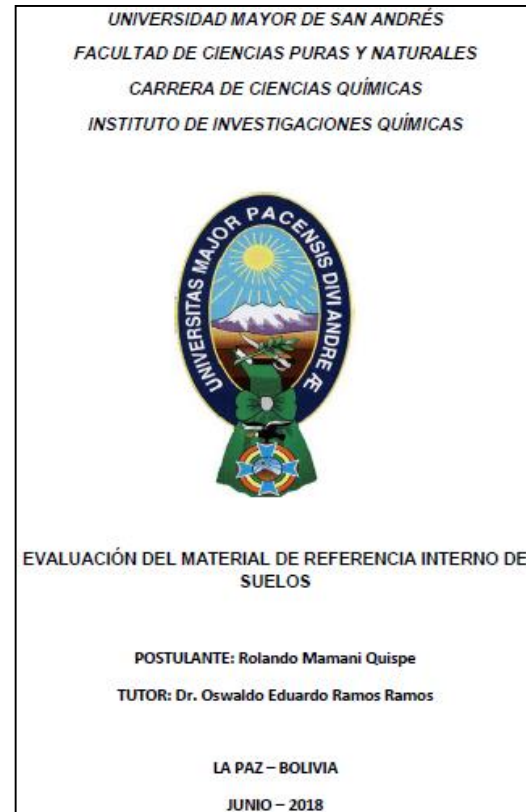 UNIVERSIDAD MAYOR DE SAN ANDRÉS
FACULTAD DE CIENCIAS PURAS Y NATURALES
CARRERA DE CIENCIAS QUÍMICAS
INSTITUTO DE INVESTIGACIONES QUÍMICAS
UNIVERSITAS MAJOR PACENSIS DIVI ANDRE Æ
EVALUACIÓN DEL MATERIAL DE REFERENCIA INTERNO DE
SUELOS
POSTULANTE: Rolando Mamani Quispe
TUTOR: Dr. Oswaldo Eduardo Ramos Ramos
LA PAZ – BOLIVIA
JUNIO – 2018